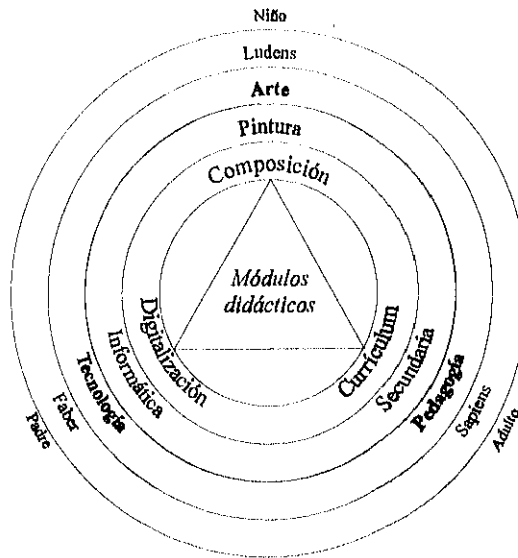 Niño
Ludens
Arte
Pintura
Composición
Módulos
didácticos
Digitalización
Informática
Tecnología
Faber
Padre
Currículum
Secundaria
Pedagogía
Sapiens
Adulto